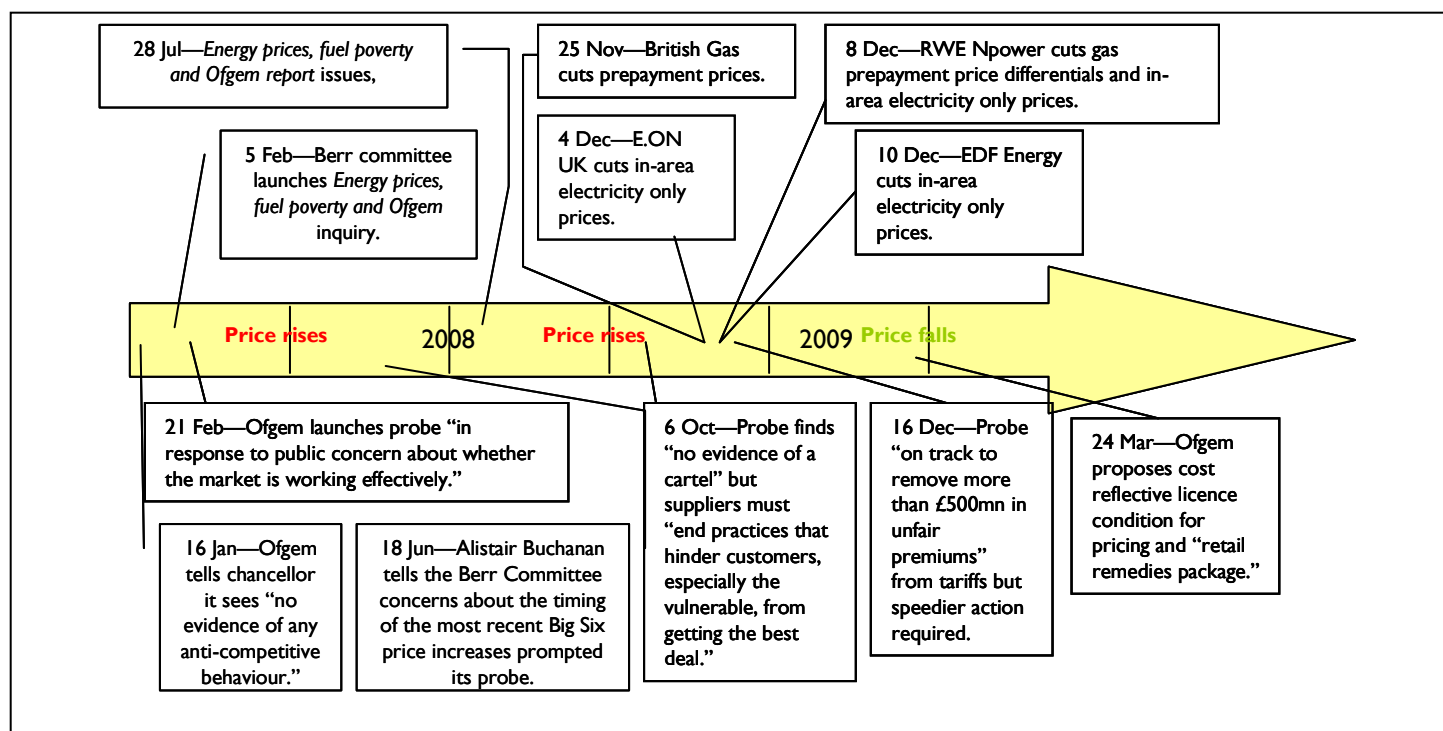 28 Jul—Energy prices, fuel poverty
and Ofgem report issues,
25 Nov—British Gas
cuts prepayment prices.
8 Dec—RWE Npower cuts gas
prepayment price differentials and in-
area electricity only prices.
5 Feb—Berr committee
launches Energy prices,
fuel poverty and Ofgem
inquiry.
4 Dec—E.ON
UK cuts in-area
electricity only
prices.
10 Dec—EDF Energy
cuts in-area
electricity only
prices.
Price rises
2008
Price rises
2009
Price falls
21 Feb—Ofgem launches probe “in
response to public concern about whether
the market is working effectively.”
6 Oct—Probe finds
“no evidence of a
cartel” but
suppliers must
“end practices that
hinder customers,
especially the
vulnerable, from
getting the best
deal.”
16 Dec—Probe
“on track to
remove more
than £500mn in
unfair
premiums”
from tariffs but
speedier action
required.
24 Mar—Ofgem
proposes cost
reflective licence
condition for
pricing and “retail
remedies package.”
16 Jan—Ofgem
tells chancellor
it sees “no
evidence of any
anti-competitive
behaviour.”
18 Jun—Alistair Buchanan
tells the Berr Committee
concerns about the timing
of the most recent Big Six
price increases prompted
its probe.